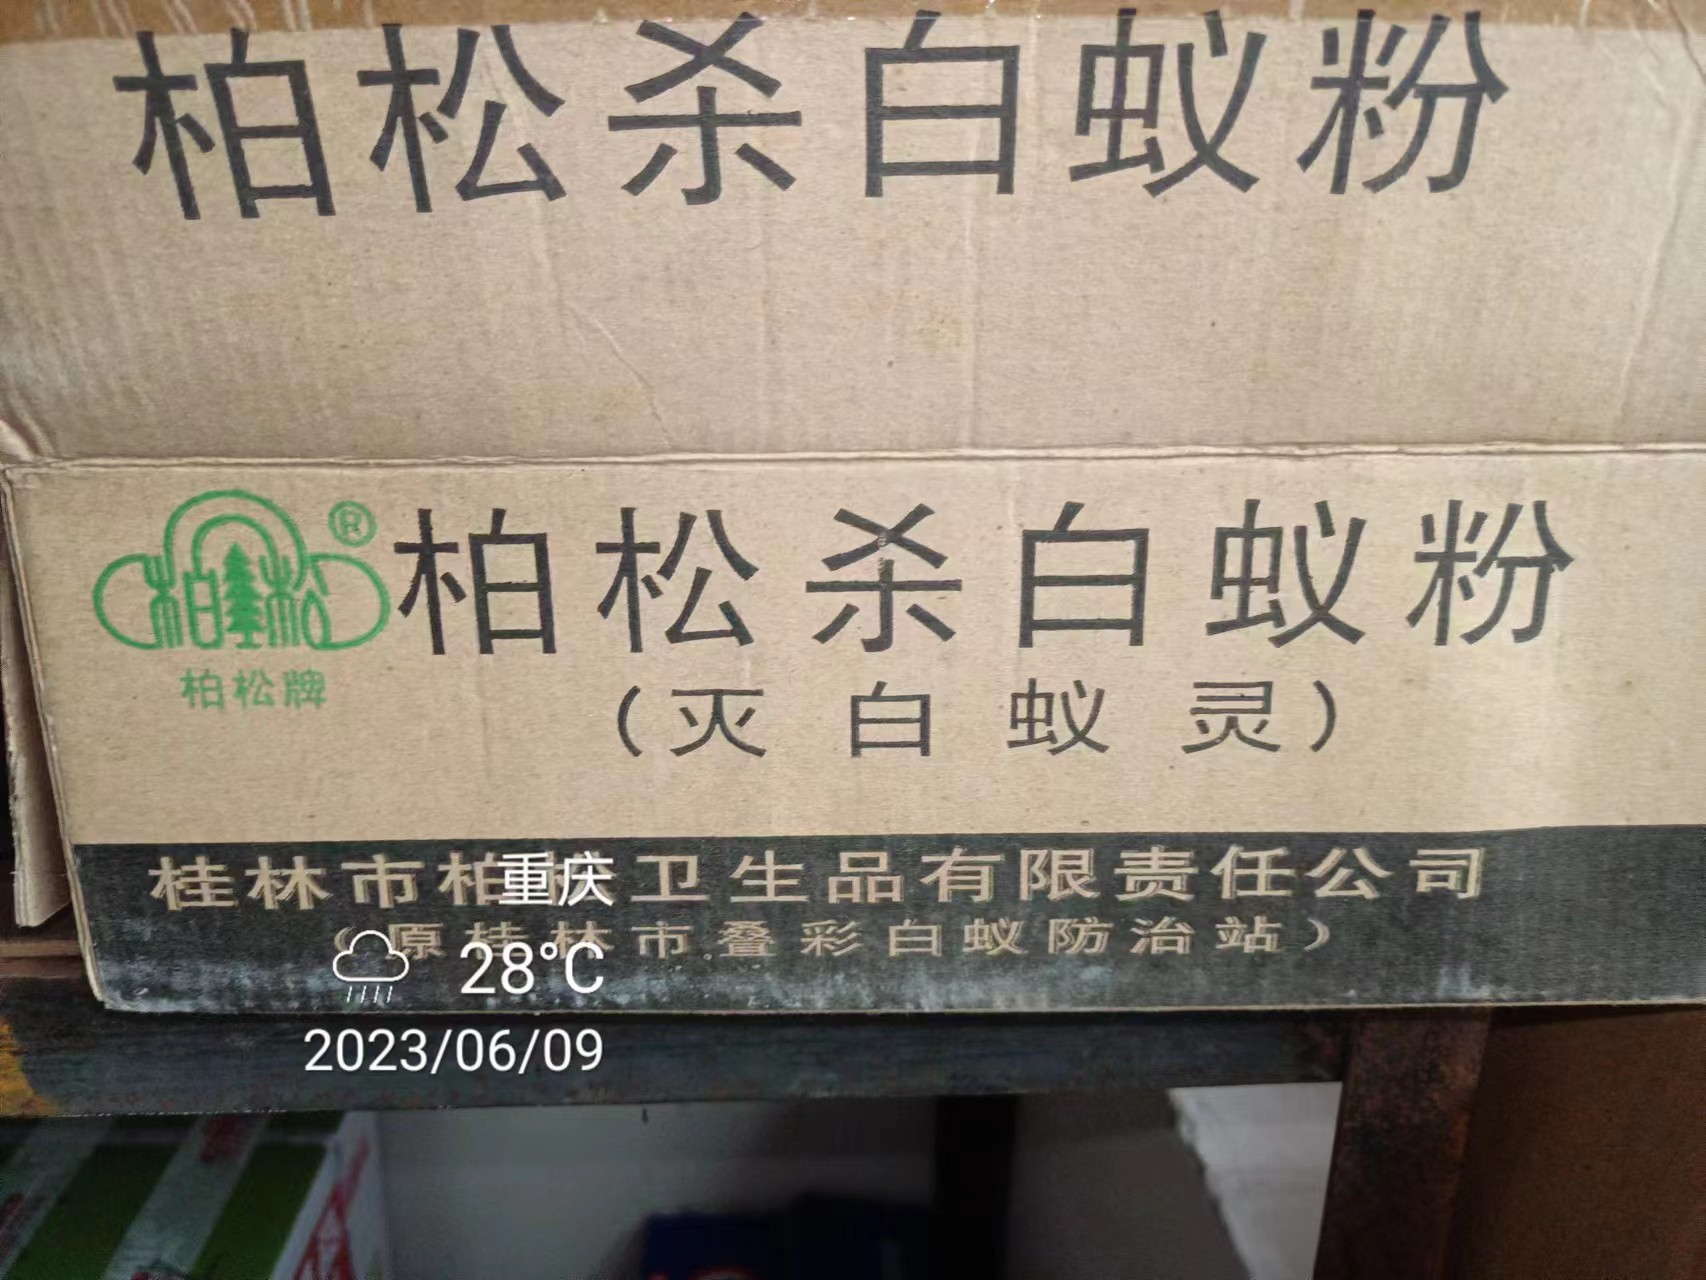 柏松杀白蚁粉
®
柏松
柏松牌
柏松杀白蚁粉
(灭白蚁灵)
桂林市柏 卫生品有限责任公司
(原桂林市叠彩白蚁防治站)
重庆
28°C
2023/06/09